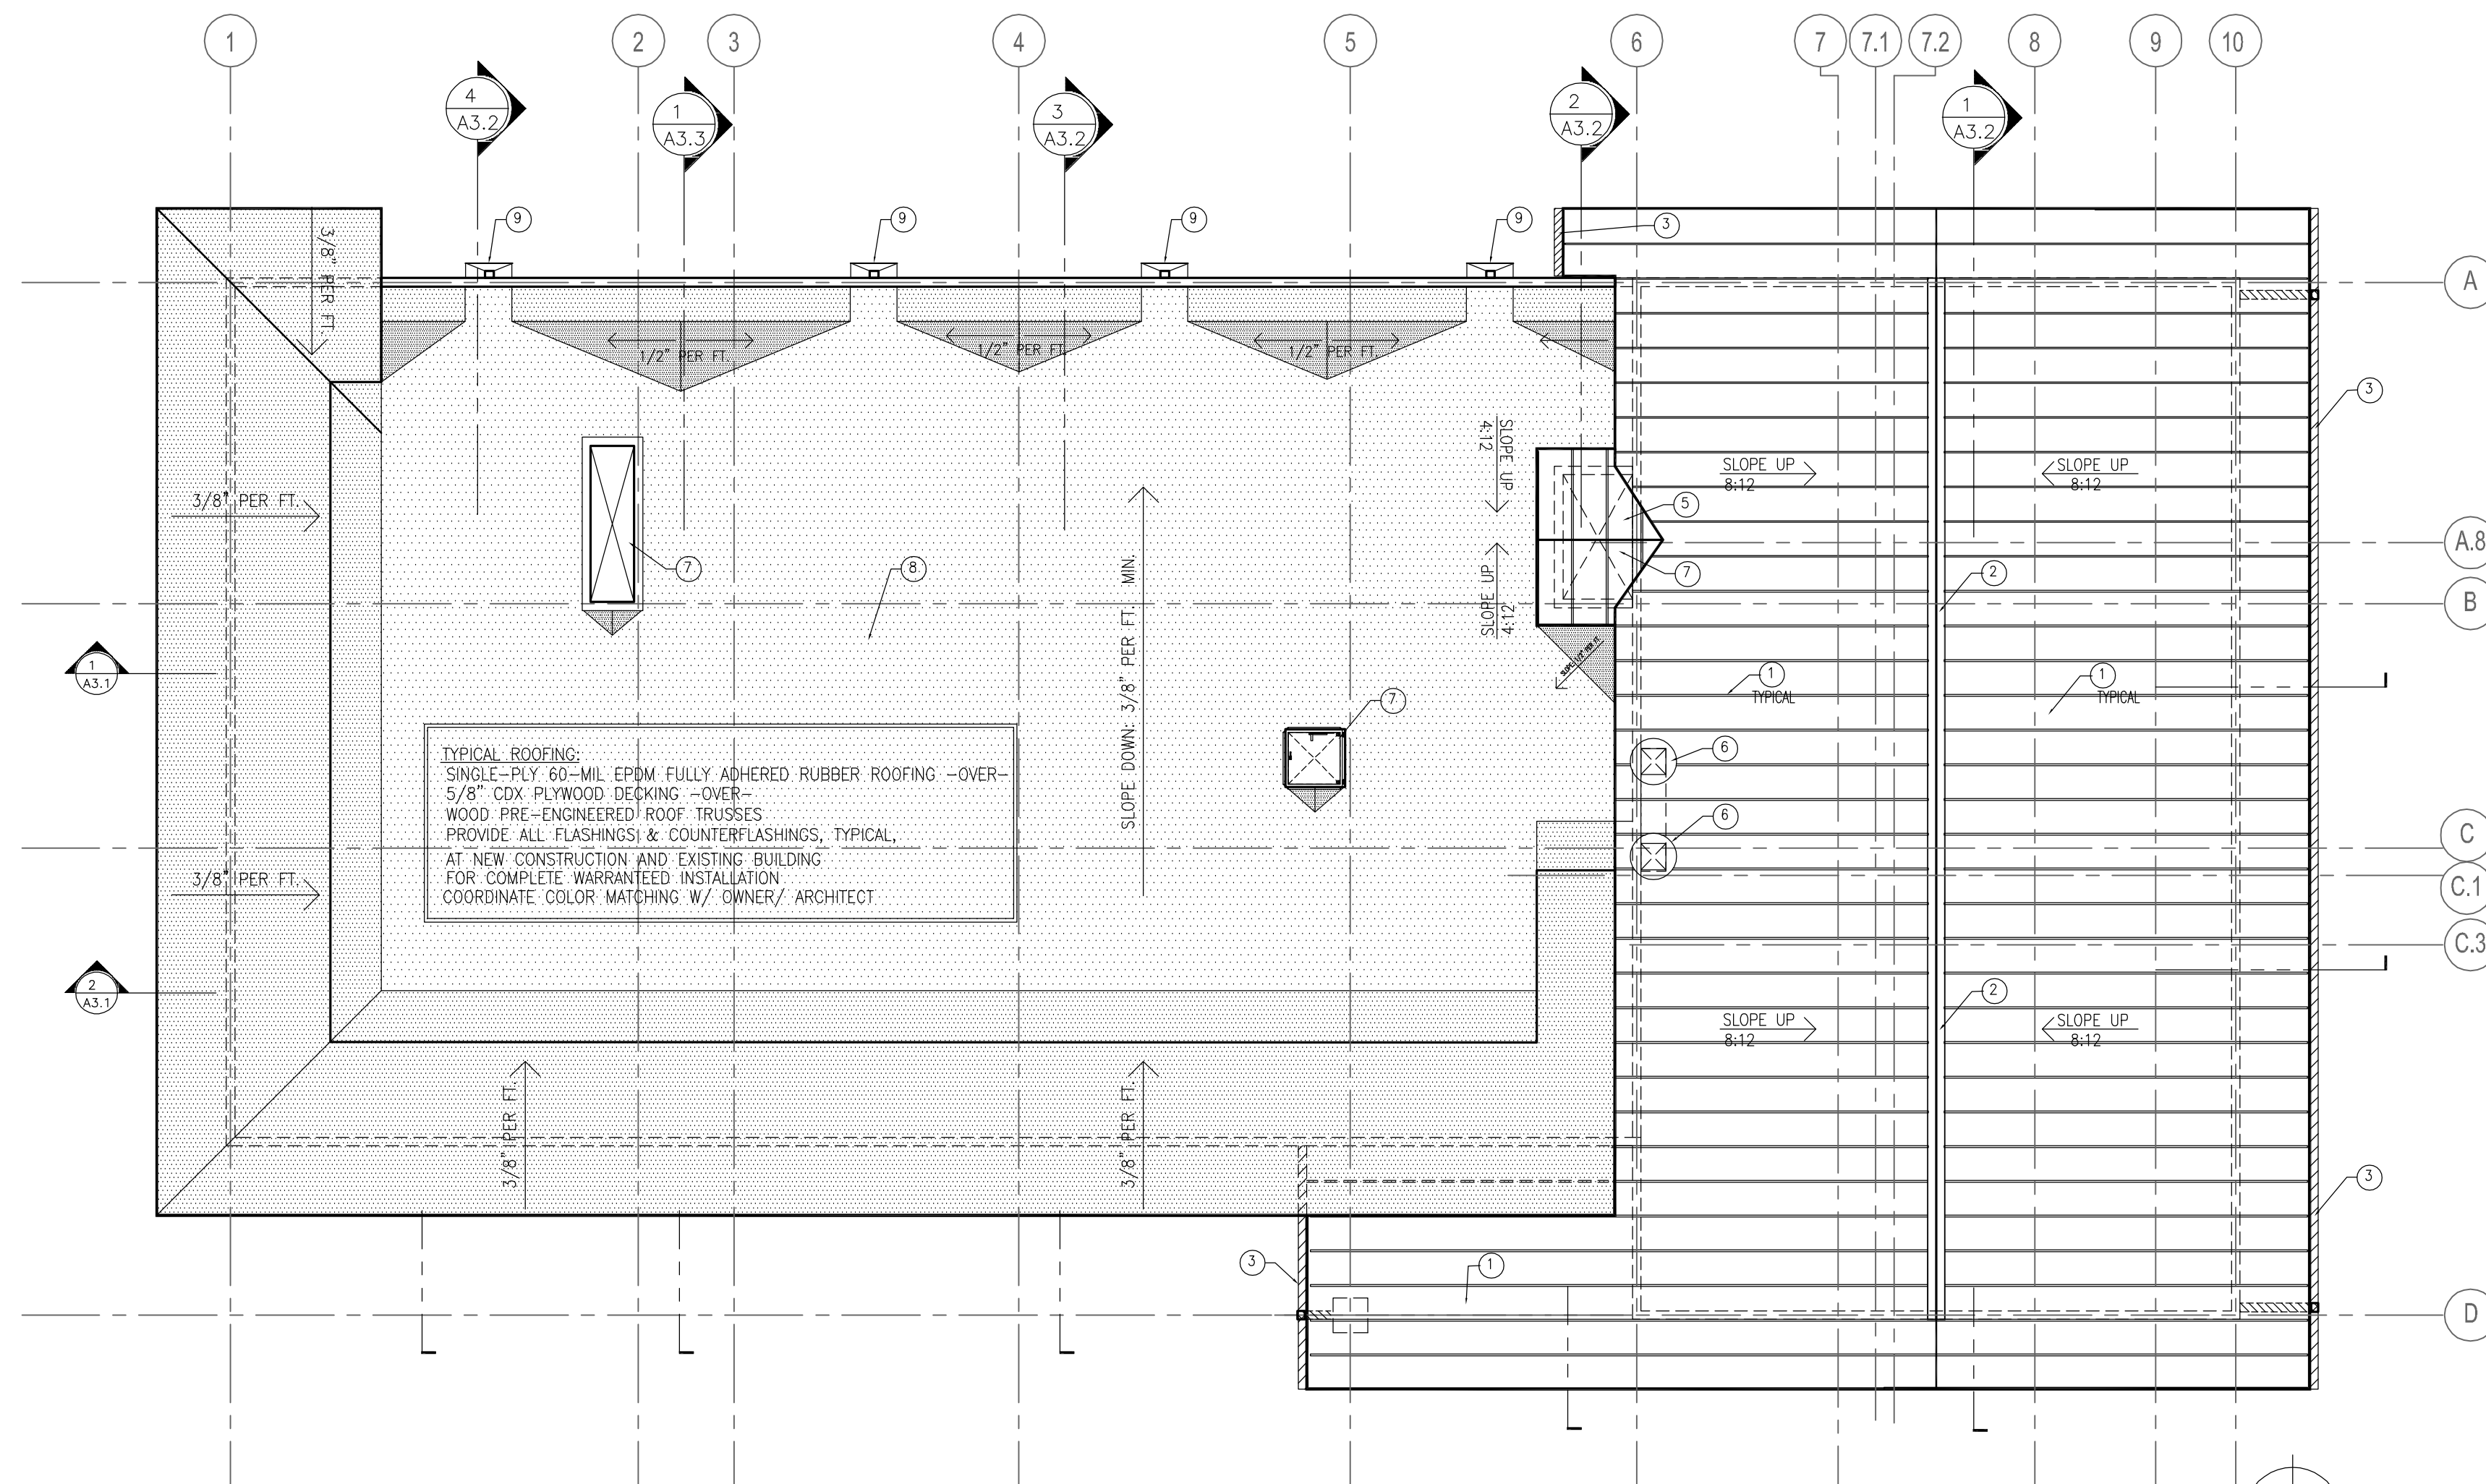 1 2 3 4 5 6 7 7.1 7.2 8 9 10
4
A3.2
1
A3.3
3
A3.2
2
A3.2
1
A3.2
9 9 9 9
3
A
3/8" PER FT.
1/2" PER FT.
1/2" PER FT.
1/2" PER FT.
3
SLOPE UP
4:12
SLOPE UP
8:12
SLOPE UP
8:12
3/8" PER FT.
5
A.8
7
8
7
2
SLOPE UP
4:12
B
SLOPE 1/2" PER FT.
1
A3.1
1
TYPICAL
1
TYPICAL
7
SLOPE DOWN: 3/8" PER FT. MIN.
TYPICAL ROOFING:
SINGLE-PLY 60-MIL EPDM FULLY ADHERED RUBBER ROOFING -OVER-
5/8" CDX PLYWOOD DECKING -OVER-
WOOD PRE-ENGINEERED ROOF TRUSSES
PROVIDE ALL FLASHINGS & COUNTERFLASHINGS, TYPICAL,
AT NEW CONSTRUCTION AND EXISTING BUILDING
FOR COMPLETE WARRANTEED INSTALLATION
COORDINATE COLOR MATCHING W/ OWNER/ ARCHITECT
6
6
C
3/8" PER FT.
C.1
C.3
2
A3.1
2
SLOPE UP
8:12
SLOPE UP
8:12
3/8" PER FT.
3/8" PER FT.
3
3
1
D